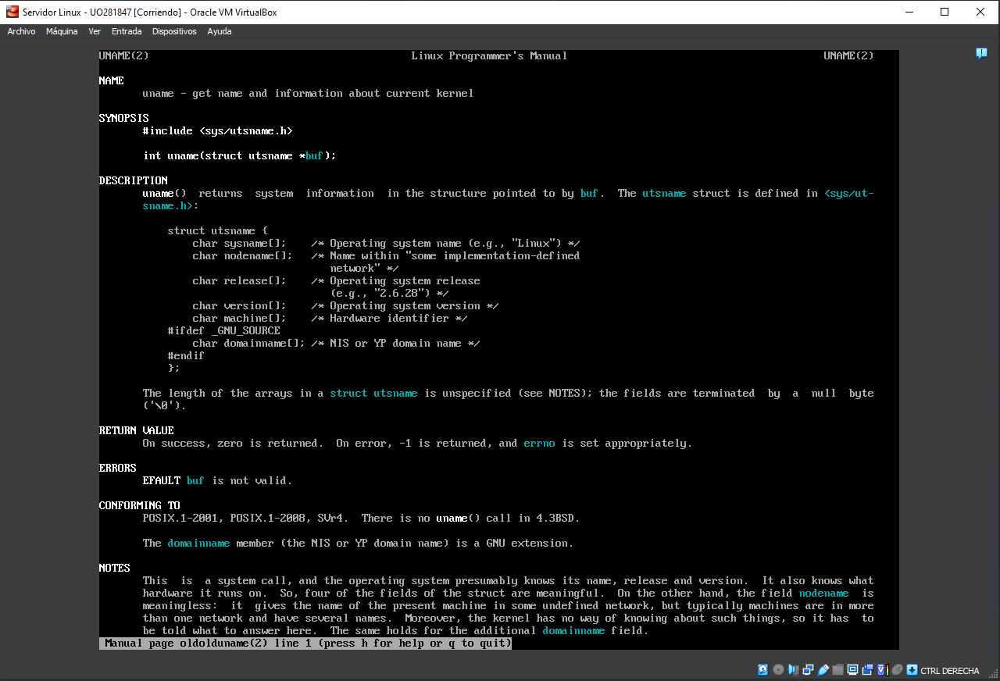 Servidor Linux - UO281847 [Corriendo] - Oracle VM VirtualBox
Archivo Máquina Ver Entrada Dispositivos Ayuda
UNAME(2) Linux Programmer's Manual UNAME(2)
NAME
uname - get name and information about current kernel
SYNOPSIS
#include <sys/utsname.h>
int uname(struct utsname *buf);
DESCRIPTION
uname() returns system information in the structure pointed to by buf. The utsname struct is defined in <sys/ut-
sname.h>:
struct utsname {
char sysname[]; /* Operating system name (e.g., "Linux") */
char nodename[]; /* Name within "some implementation-defined
network" */
char release[]; /* Operating system release
(e.g., "2.6.28") */
char version[]; /* Operating system version */
char machine[]; /* Hardware identifier */
#ifdef _GNU_SOURCE
char domainname[]; /* NIS or YP domain name */
#endif
};
The length of the arrays in a struct utsname is unspecified (see NOTES); the fields are terminated by a null byte
('\0').
RETURN VALUE
On success, zero is returned. On error, -1 is returned, and errno is set appropriately.
ERRORS
EFAULT buf is not valid.
CONFORMING TO
POSIX.1-2001, POSIX.1-2008, SVr4. There is no uname() call in 4.3BSD.
The domainname member (the NIS or YP domain name) is a GNU extension.
NOTES
This is a system call, and the operating system presumably knows its name, release and version. It also knows what
hardware it runs on. So, four of the fields of the struct are meaningful. On the other hand, the field nodename is
meaningless: it gives the name of the present machine in some undefined network, but typically machines are in more
than one network and have several names. Moreover, the kernel has no way of knowing about such things, so it has to
be told what to answer here. The same holds for the additional domainname field.
Manual page oldolduname(2) line 1 (press h for help or q to quit)
CTRL DERECHA